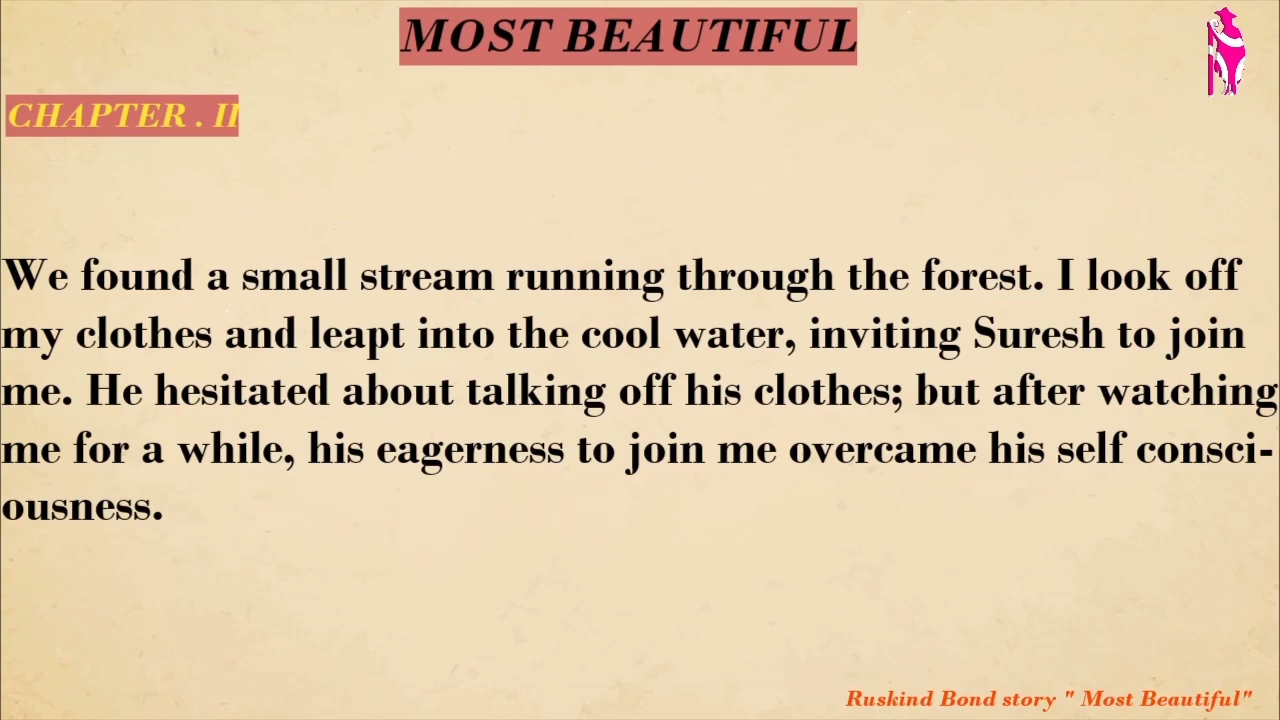 MOST BEAUTIFUL
CHAPTER . II
We found a small stream running through the forest. I look off
my clothes and leapt into the cool water, inviting Suresh to join
me. He hesitated about talking off his clothes; but after watching
me for a while, his eagerness to join me overcame his self consci-
ousness.
Ruskind Bond story " Most Beautiful"